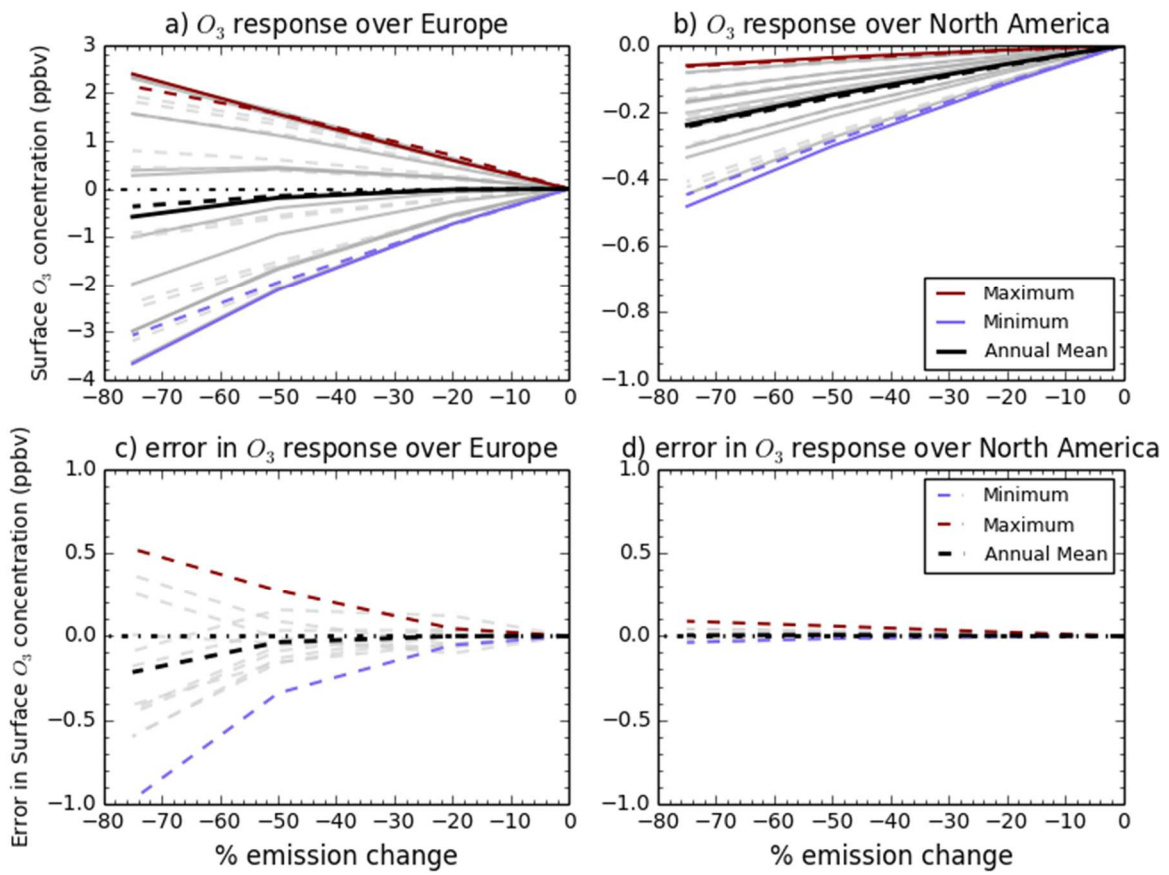 a) O3 response over Europe
b) O3 response over North America
Surface O3 concentration (ppbv)
3
2
1
0
−1
−2
−3
−4
−80 −70 −60 −50 −40 −30 −20 −10 0
0.0
−0.2
−0.4
−0.6
−0.8
−1.0
Maximum
Minimum
Annual Mean
−80 −70 −60 −50 −40 −30 −20 −10 0
c) error in O3 response over Europe
d) error in O3 response over North America
Error in Surface O3 concentration (ppbv)
1.0
0.5
0.0
−0.5
−1.0
−80 −70 −60 −50 −40 −30 −20 −10 0
% emission change
1.0
0.5
0.0
−0.5
−1.0
Minimum
Maximum
Annual Mean
−80 −70 −60 −50 −40 −30 −20 −10 0
% emission change